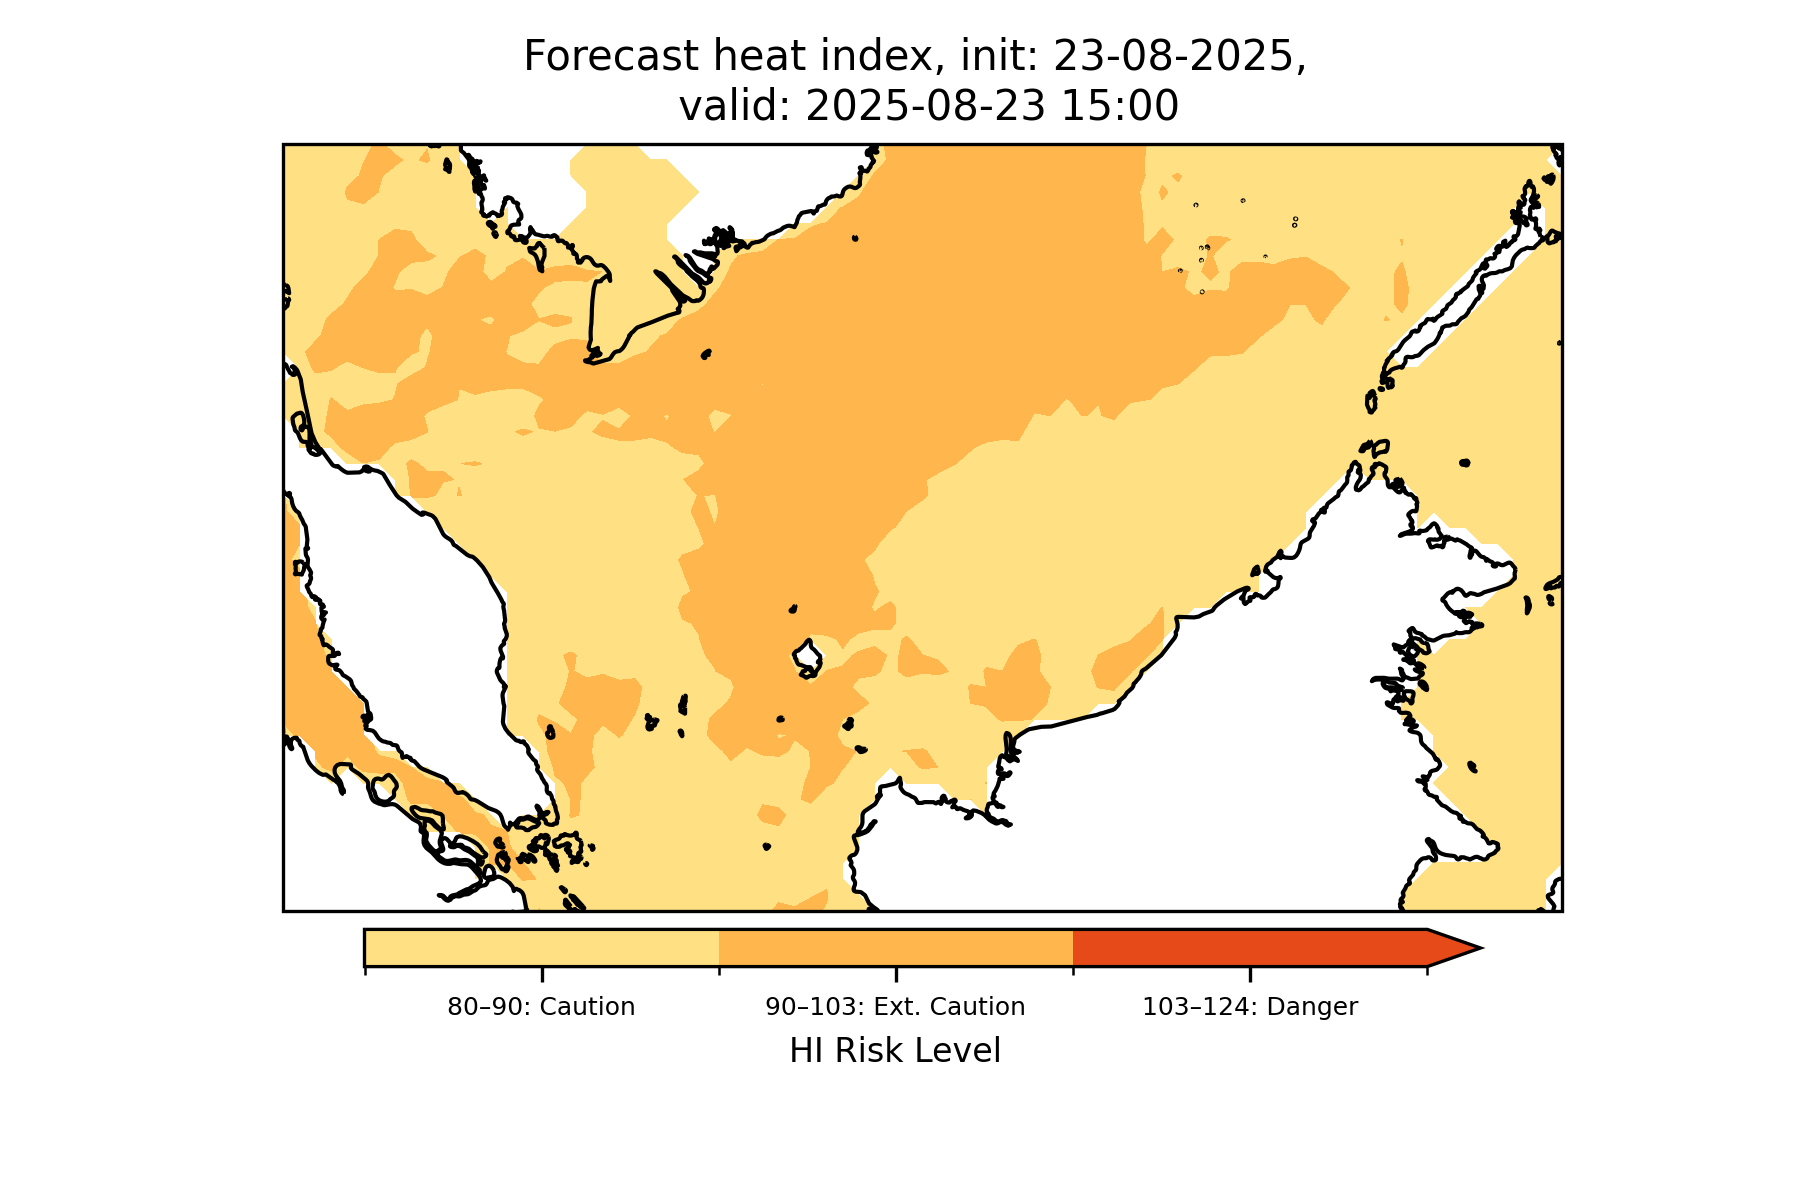 Forecast heat index, init: 23-08-2025,
valid: 2025-08-23 15:00
80–90: Caution
90–103: Ext. Caution
103–124: Danger
HI Risk Level